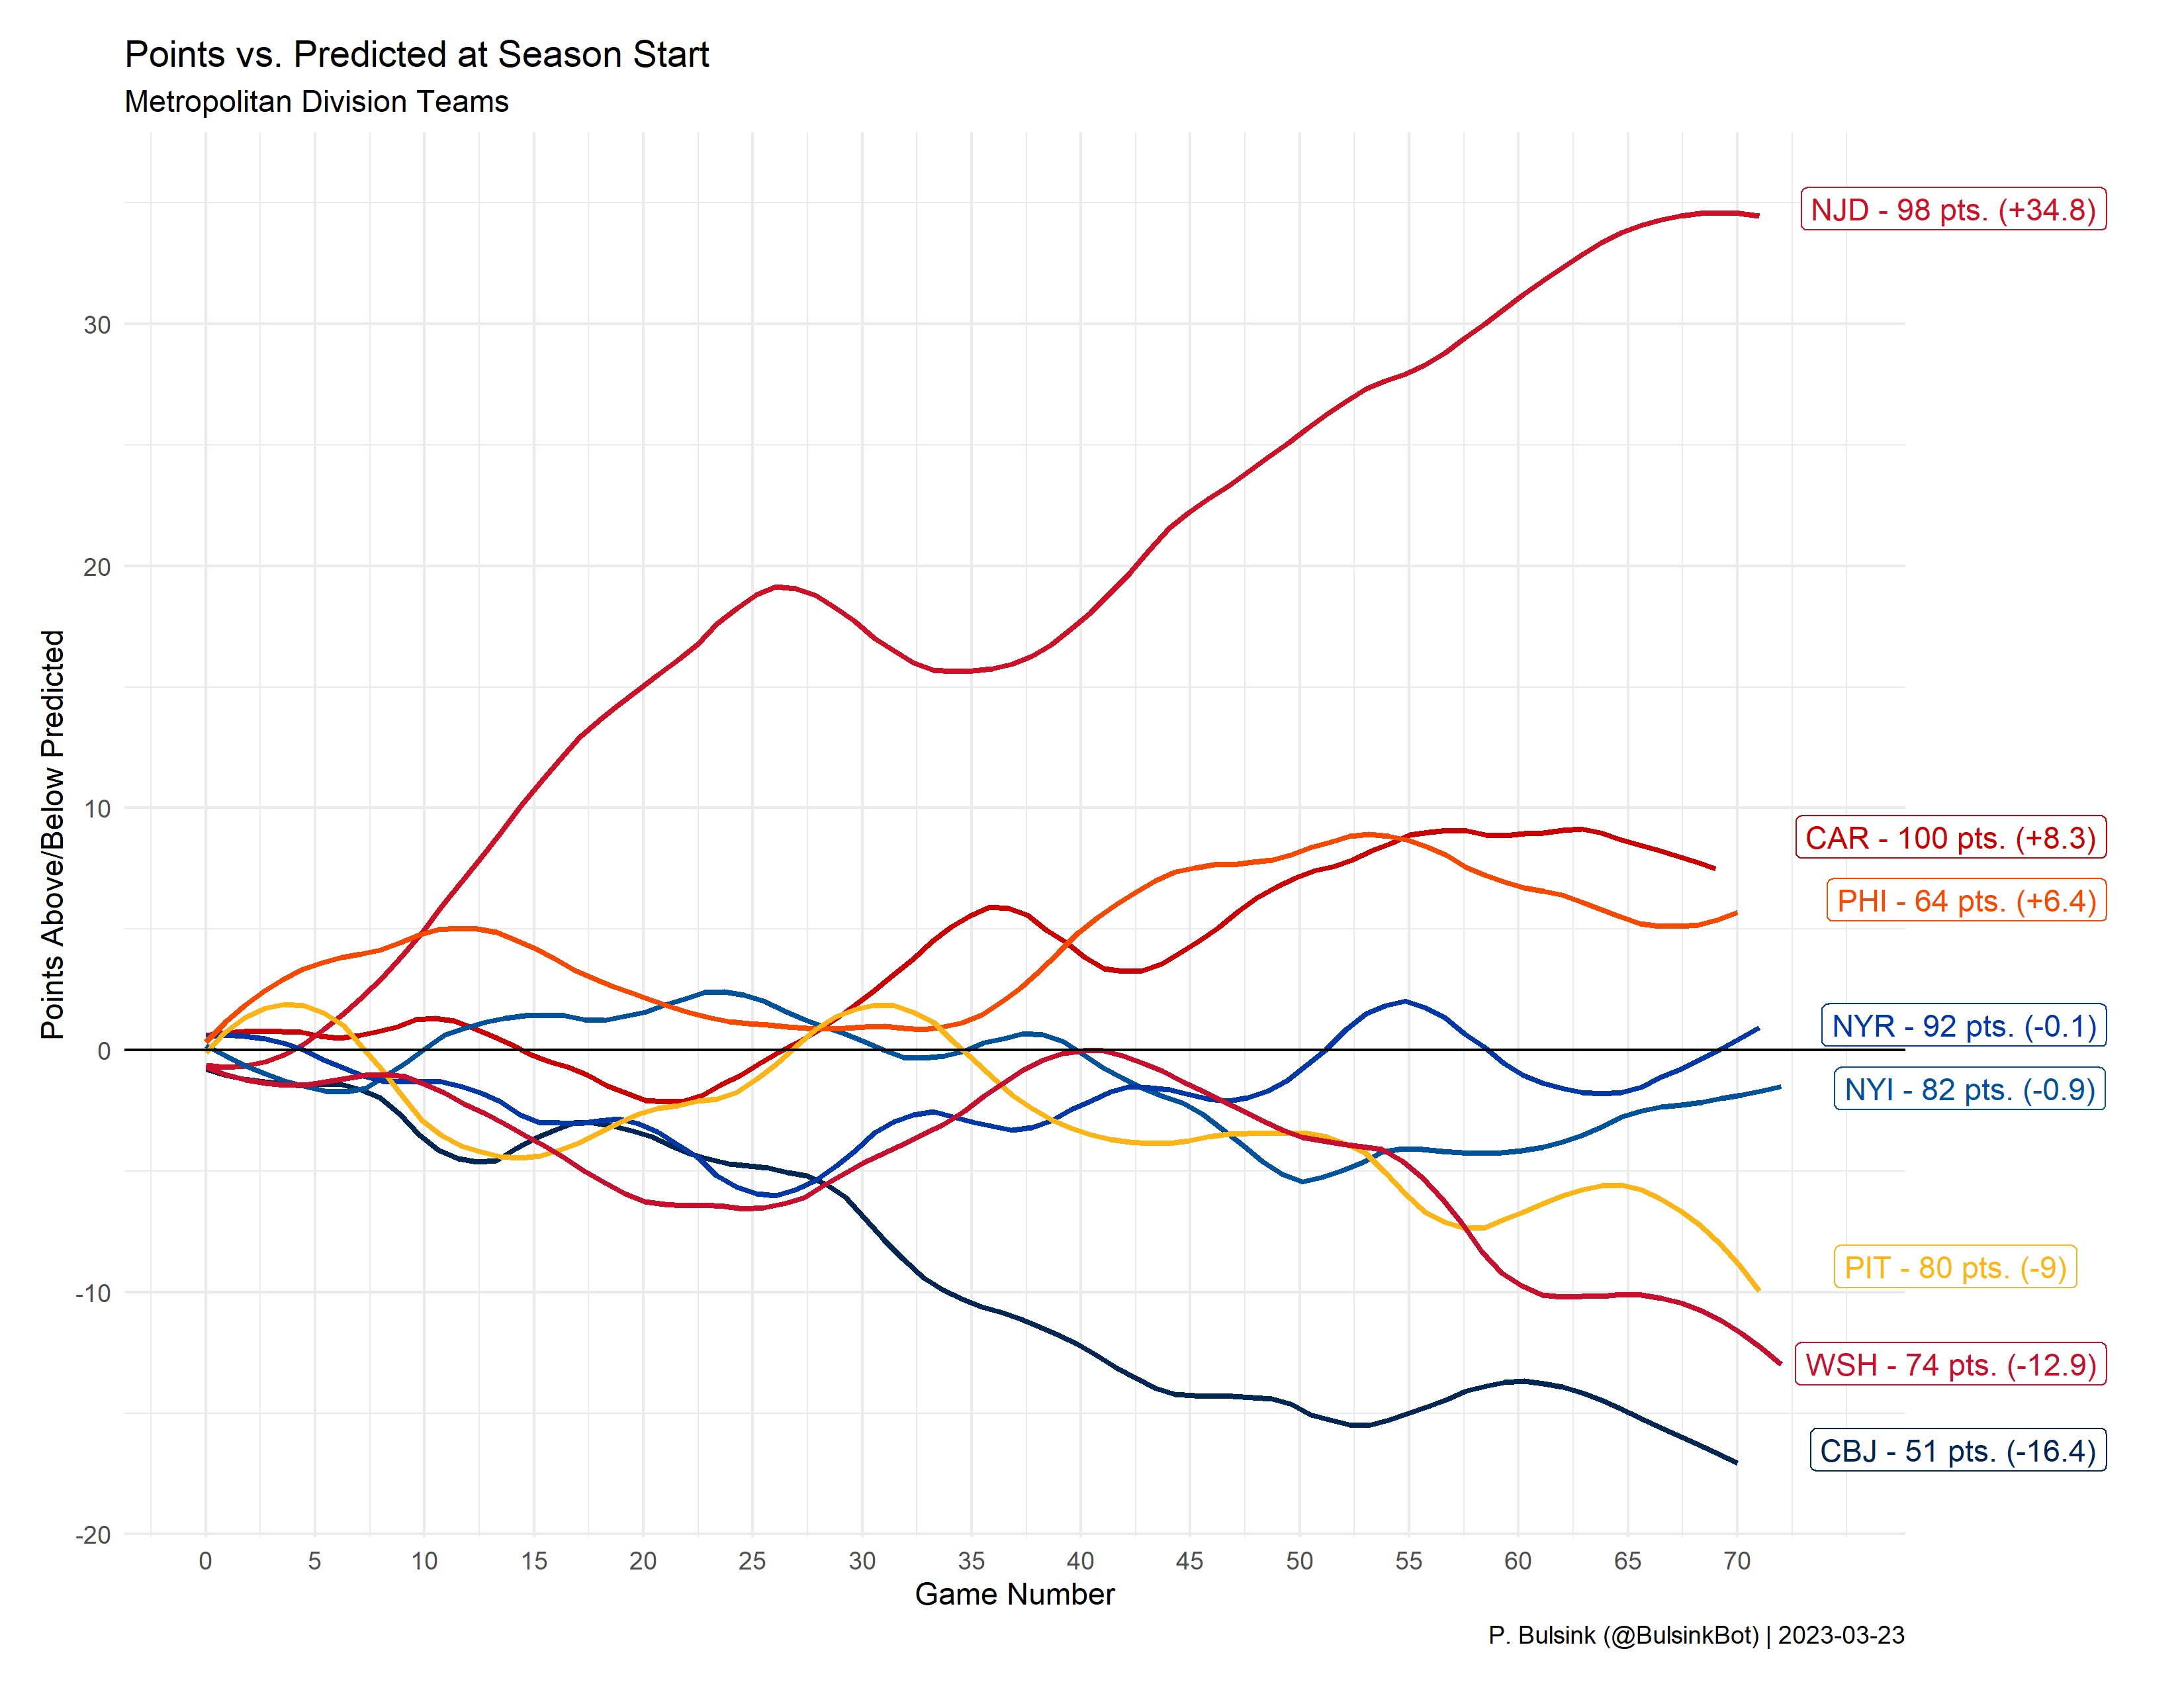 Points vs. Predicted at Season Start
Metropolitan Division Teams
Points Above/Below Predicted
30
20
10
0
-10
-20
NJD - 98 pts. (+34.8)
CAR - 100 pts. (+8.3)
PHI - 64 pts. (+6.4)
NYR - 92 pts. (-0.1)
NYI - 82 pts. (-0.9)
PIT - 80 pts. (-9)
WSH - 74 pts. (-12.9)
CBJ - 51 pts. (-16.4)
0 5 10 15 20 25 30 35 40 45 50 55 60 65 70
Game Number
P. Bulsink (@BulsinkBot) | 2023-03-23